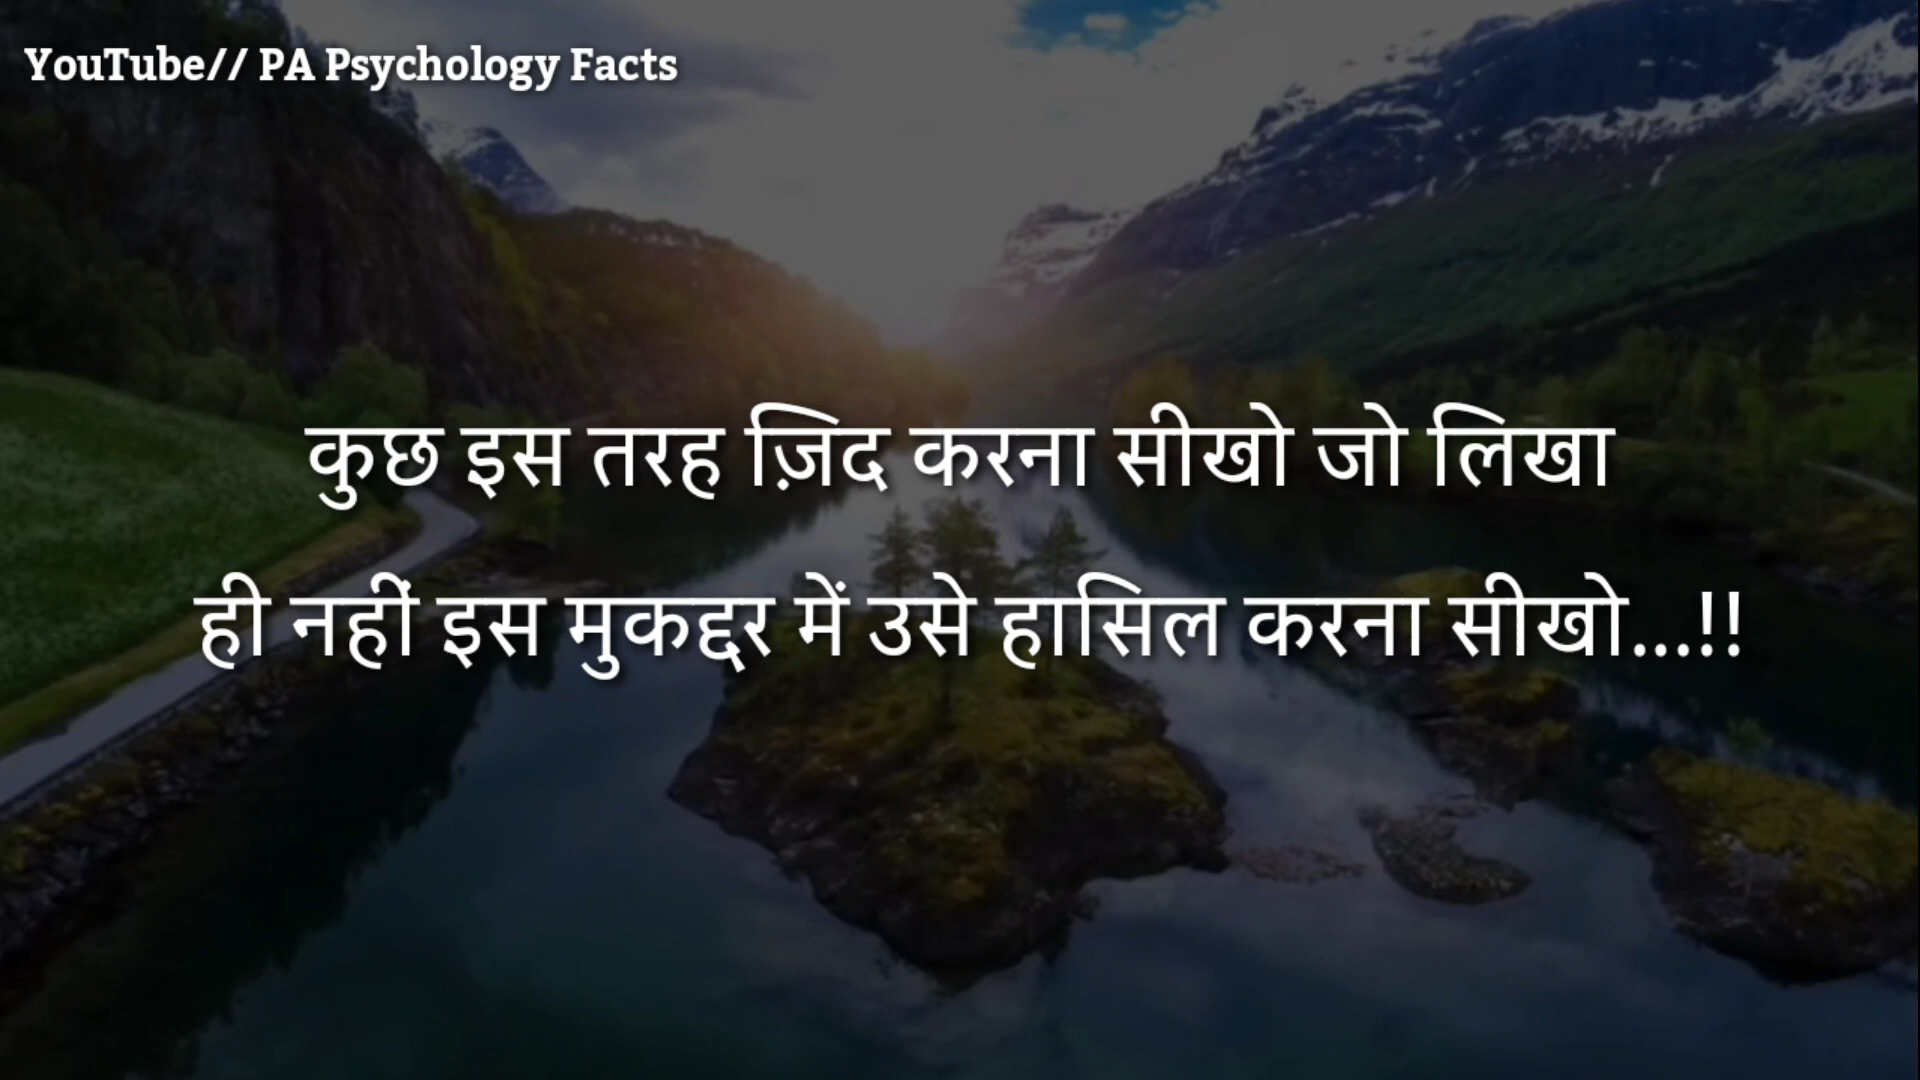 YouTube// PA Psychology Facts
कुछ इस तरह ज़िद करना सीखो जो लिखा
ही नहीं इस मुकद्दर में उसे हासिल करना सीखो...!!